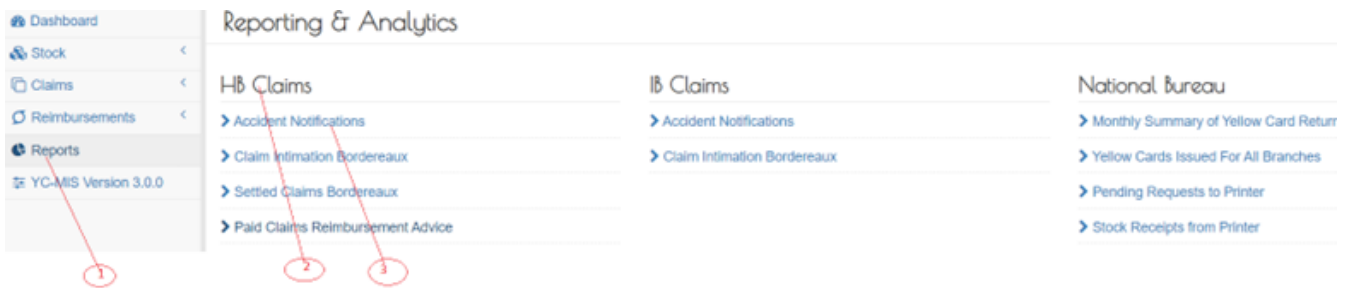 Dashboard
Stock
Claims
Reimbursements
Reports
YC-MIS Version 3.0.0
Reporting & Analytics
HB Claims
Accident Notifications
Claim Intimation Bordereaux
Settled Claims Bordereaux
Paid Claims Reimbursement Advice
IB Claims
Accident Notifications
Claim Intimation Bordereaux
National Bureau
Monthly Summary of Yellow Card Return
Yellow Cards Issued For All Branches
Pending Requests to Printer
Stock Receipts from Printer
1
2
3